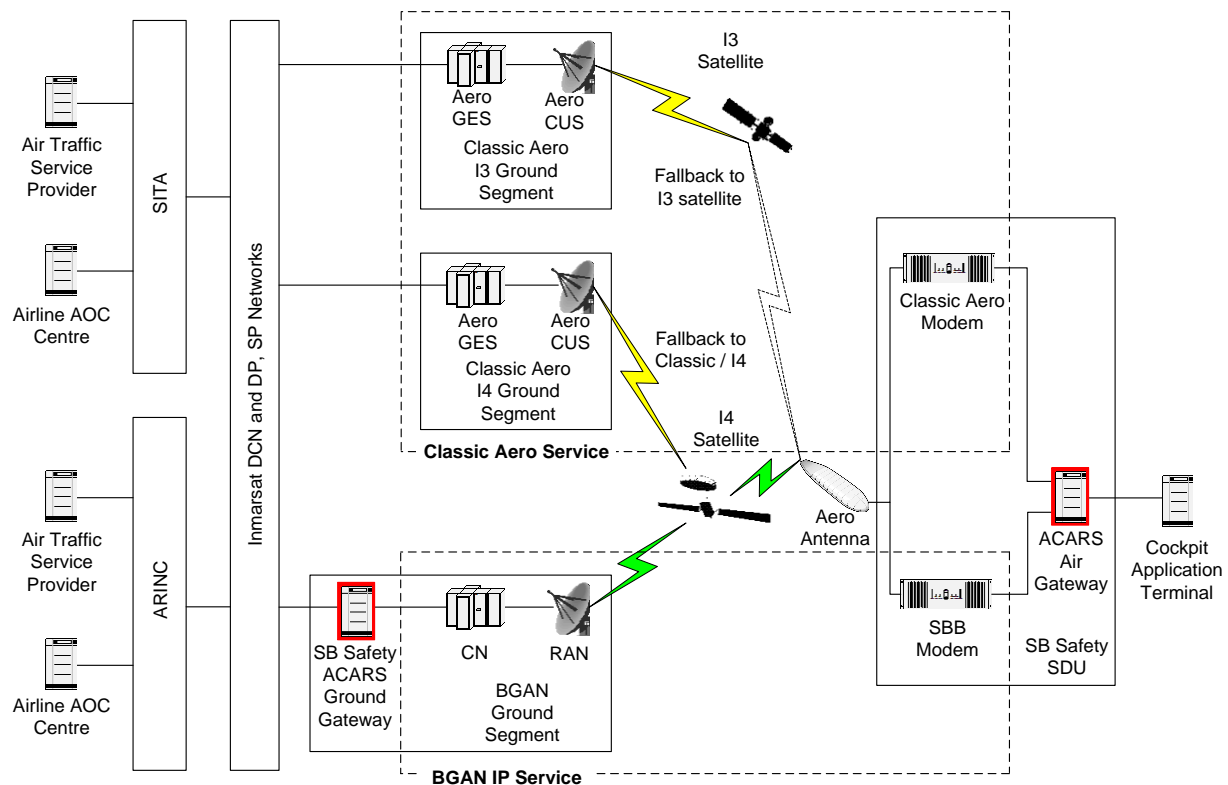 I3
Satellite
Aero
GES
Aero
CUS
Classic Aero
I3 Ground
Segment
Fallback to
I3 satellite
Air Traffic
Service
Provider
SITA
Airline AOC
Centre
Inmarsat DCN and DP, SP Networks
Aero
GES
Aero
CUS
Classic Aero
I4 Ground
Segment
Fallback to
Classic / I4
Classic Aero Service
I4
Satellite
Classic Aero
Modem
Aero
Antenna
ACARS
Air
Gateway
Cockpit
Application
Terminal
SBB
Modem
SB Safety
SDU
Air Traffic
Service
Provider
ARINC
Airline AOC
Centre
SB Safety
ACARS
Ground
Gateway
CN
RAN
BGAN
Ground
Segment
BGAN IP Service